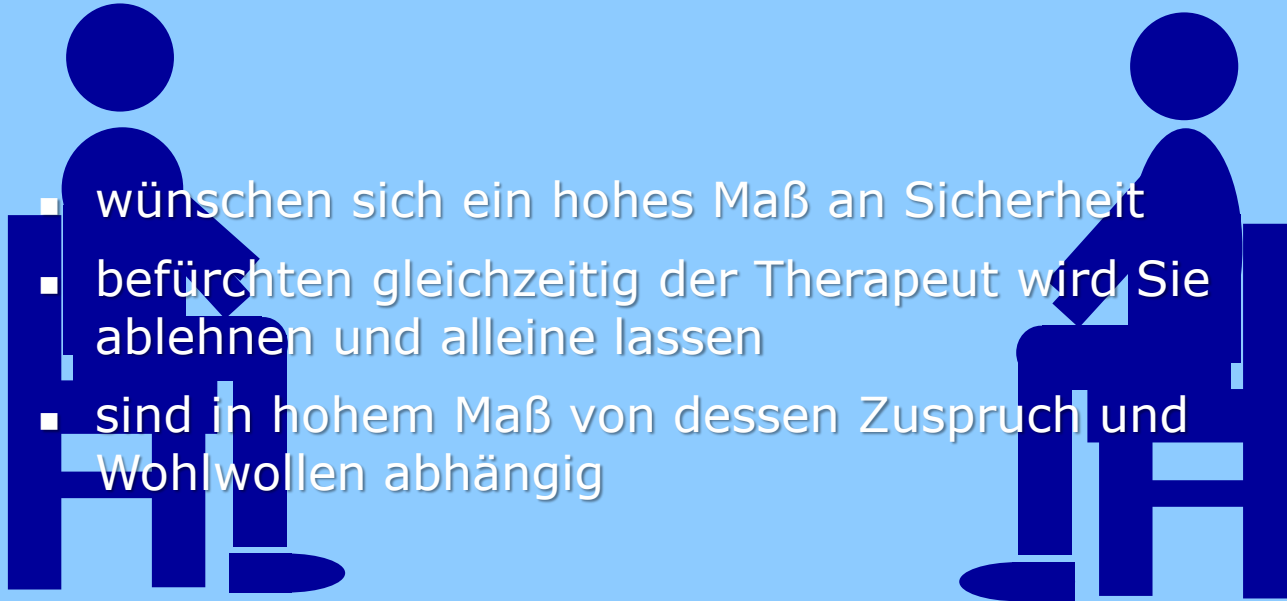 ▪ wünschen sich ein hohes Maß an Sicherheit
▪ befürchten gleichzeitig der Therapeut wird Sie
ablehnen und alleine lassen
▪ sind in hohem Maß von dessen Zuspruch und
Wohlwollen abhängig